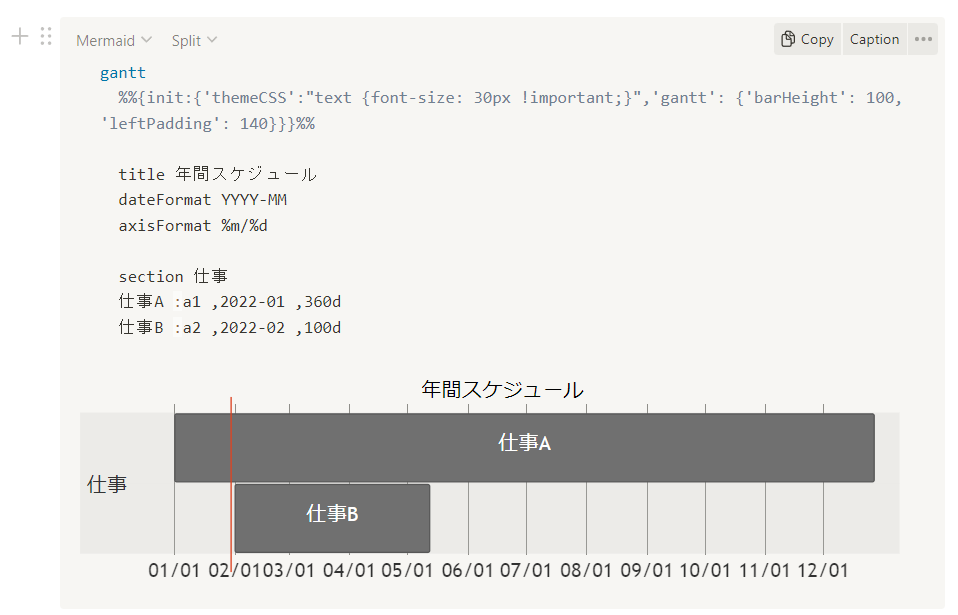 Mermaid Split Copy Caption
gantt
%%{init:{'themeCSS':"text {font-size: 30px !important;}",'gantt': {'barHeight': 100,
'leftPadding': 140}}}%%
title 年間スケジュール
dateFormat YYYY-MM
axisFormat %m/%d
section 仕事
仕事A :a1 ,2022-01 ,360d
仕事B :a2 ,2022-02 ,100d
年間スケジュール
仕事A
仕事
仕事B
01/01 02/01 03/01 04/01 05/01 06/01 07/01 08/01 09/01 10/01 11/01 12/01